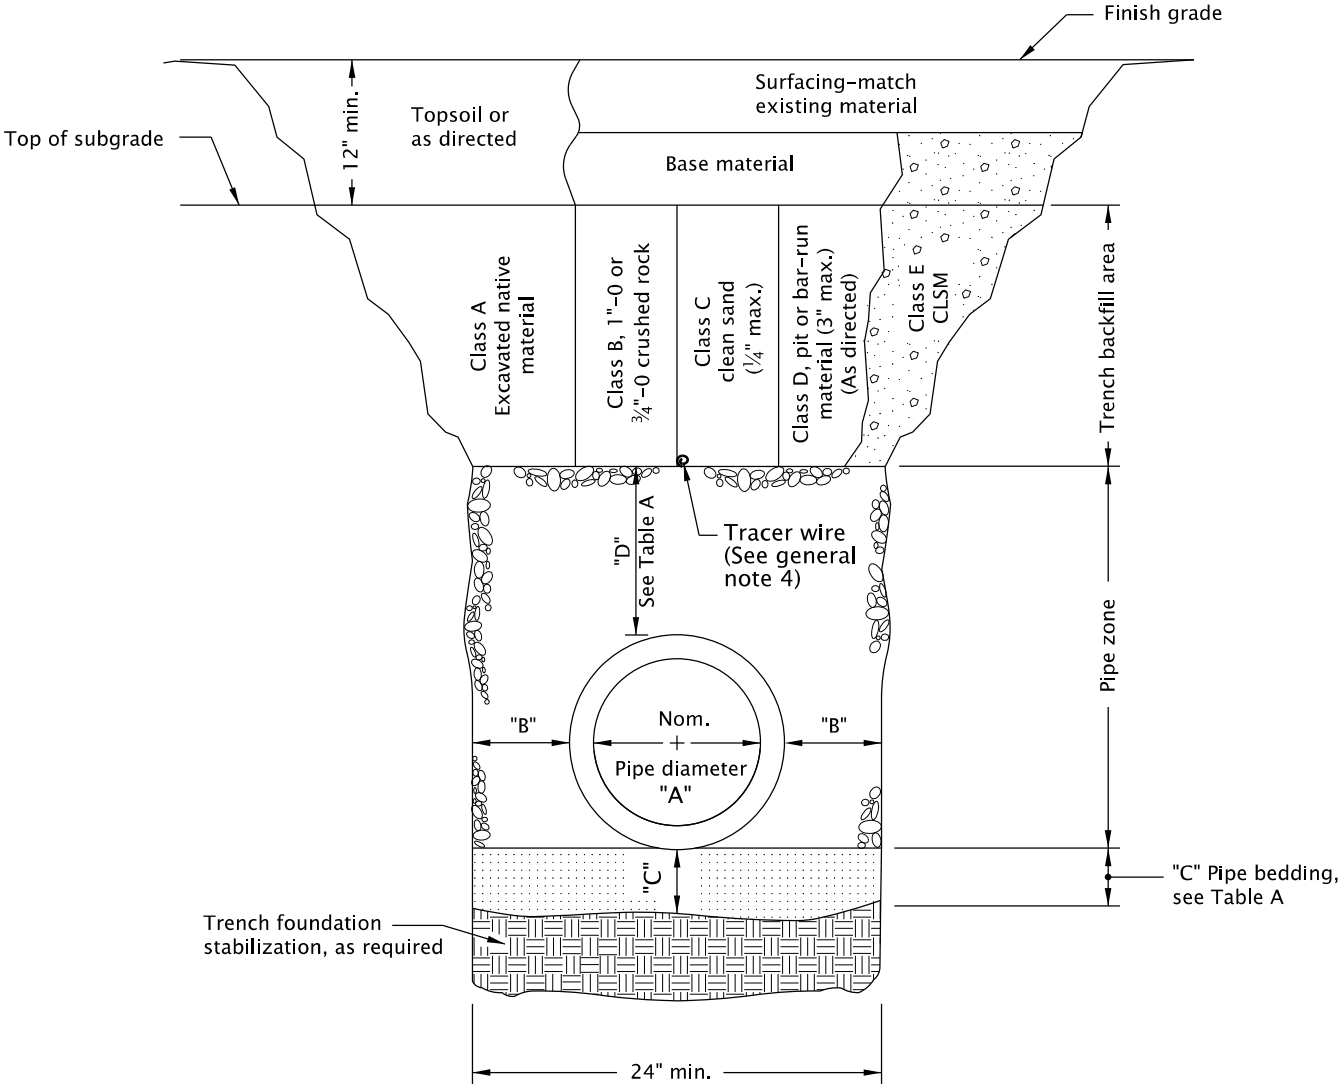 Finish grade
Surfacing-match
existing material
Topsoil or
as directed
12" min.
Top of subgrade
Base material
Class A
Excavated native
material
Class B, 1"-0 or
¾"-0 crushed rock
Class C
clean sand
(¼" max.)
Class D, pit or bar-run
material (3" max.)
(As directed)
Class E
CLSM
Trench backfill area
"D"
See Table A
Tracer wire
(See general
note 4)
Pipe zone
"B"
Nom.
"B"
Pipe diameter
"A"
"C"
"C" Pipe bedding,
see Table A
Trench foundation
stabilization, as required
24" min.